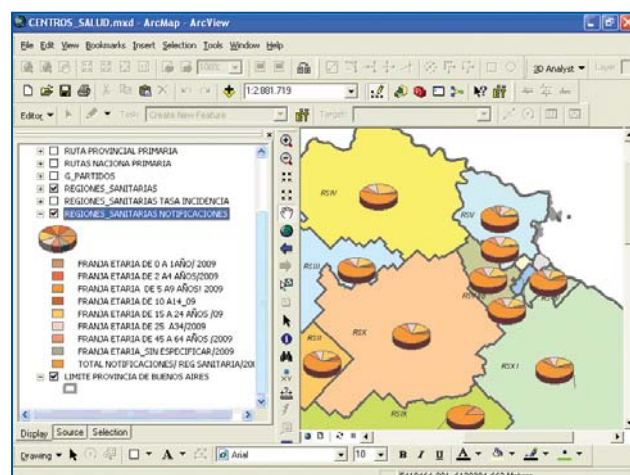 CENTROS_SALUD.mxd - ArcMap - ArcView
File Edit View Bookmarks Insert Selection Tools Window Help
100%
3D Analyst
Layer
1:2.881.719
Editor
Task: Create New Feature
Target:
RUTA PROVINCIAL PRIMARIA
RUTAS NACIONA PRIMARIA
G_PARTIDOS
REGIONES_SANITARIAS
REGIONES_SANITARIAS TASA INCIDENCIA
REGIONES_SANITARIAS NOTIFICACIONES
FRANJA ETARIA DE 0 A 1AÑO/ 2009
FRANJA ETARIA DE 2 A4 AÑOS/2009
FRANJA ETARIA DE 5 A9 AÑOS! 2009
FRANJA ETARIA DE 10 A14_09
FRANJA ETARIA DE 15 A 24 AÑOS /09
FRANJA ETARIA DE 25 A34/2009
FRANJA ETARIA DE 45 A 64 AÑOS /2009
FRANJA ETARIA_SIN ESPECIFICAR/2009
TOTAL NOTIFICACIONES/ REG SANITARIA/20
LIMITE PROVINCIA DE BUENOS AIRES
Display Source Selection
RSIV
RSV
RSIII
RSX
RSII
RSXI
RSIX
Drawing
A
Arial
10
B I U A